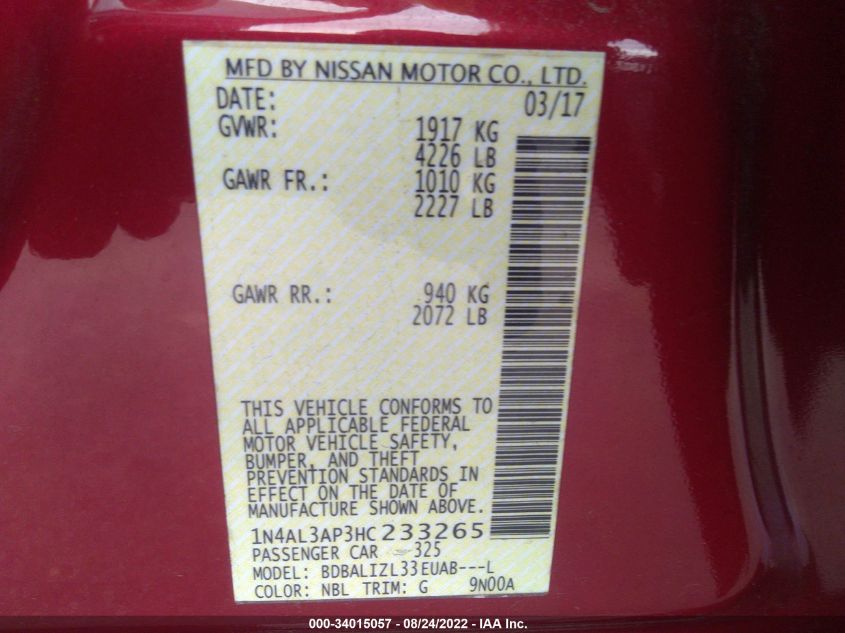 MFD BY NISSAN MOTOR CO., LTD.
DATE: 03/17
GVWR: 1917 KG
4226 LB
GAWR FR.: 1010 KG
2227 LB
GAWR RR.: 940 KG
2072 LB
THIS VEHICLE CONFORMS TO
ALL APPLICABLE FEDERAL
MOTOR VEHICLE SAFETY,
BUMPER, AND THEFT
PREVENTION STANDARDS IN
EFFECT ON THE DATE OF
MANUFACTURE SHOWN ABOVE.
1N4AL3AP3HC233265
PASSENGER CAR 325
MODEL: BDBALIZL33EUAB---L
COLOR: NBL TRIM: G 9N00A
000-34015057 - 08/24/2022 - IAA Inc.